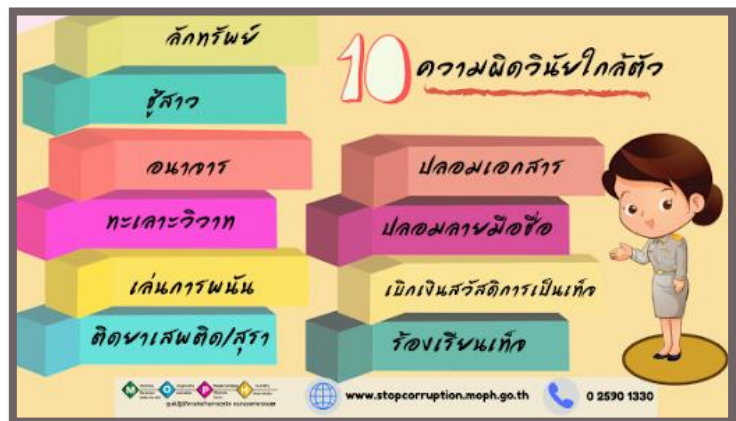 10 ความผิดวินัยใกล้ตัว
ลักทรัพย์
ชู้สาว
อนาจาร
ทะเลาะวิวาท
เล่นการพนัน
ติดยาเสพติด/สุรา
ปลอมเอกสาร
ปลอมลายมือชื่อ
เบิกเงินสวัสดิการเป็นเท็จ
ร้องเรียนเท็จ
M O P H
www.stopcorruption.moph.go.th
0 2590 1330